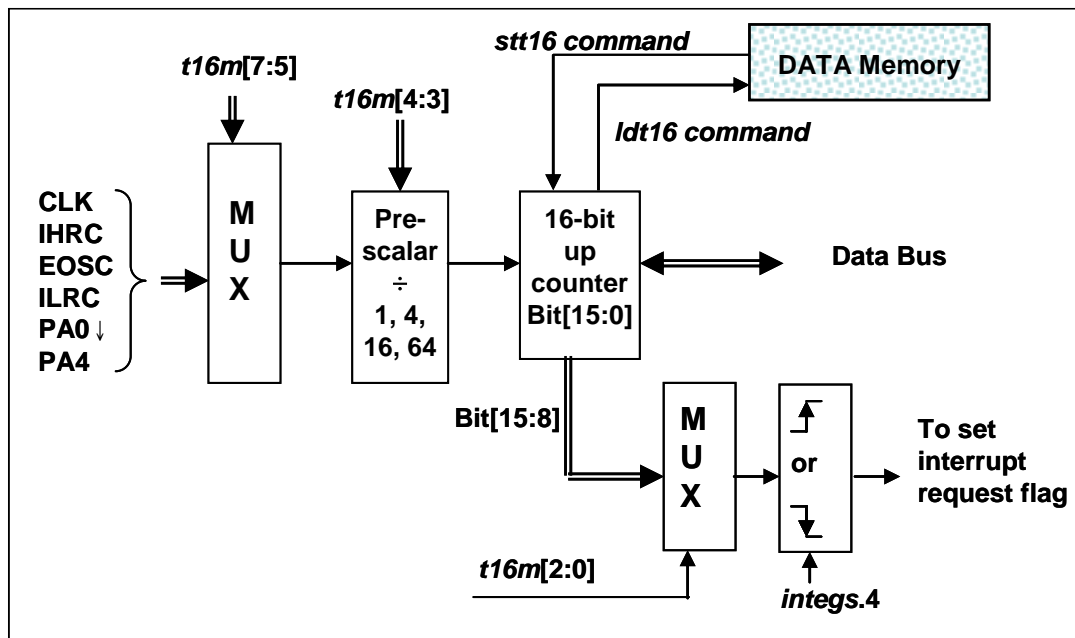 stt16 command
DATA Memory
t16m[7:5]
t16m[4:3]
ldt16 command
CLK
IHRC
EOSC
ILRC
PA0 ↓
PA4
M
U
X
Pre-
scalar
÷
1, 4,
16, 64
16-bit
up
counter
Bit[15:0]
Data Bus
Bit[15:8]
M
U
X
or
To set
interrupt
request flag
t16m[2:0]
integs.4